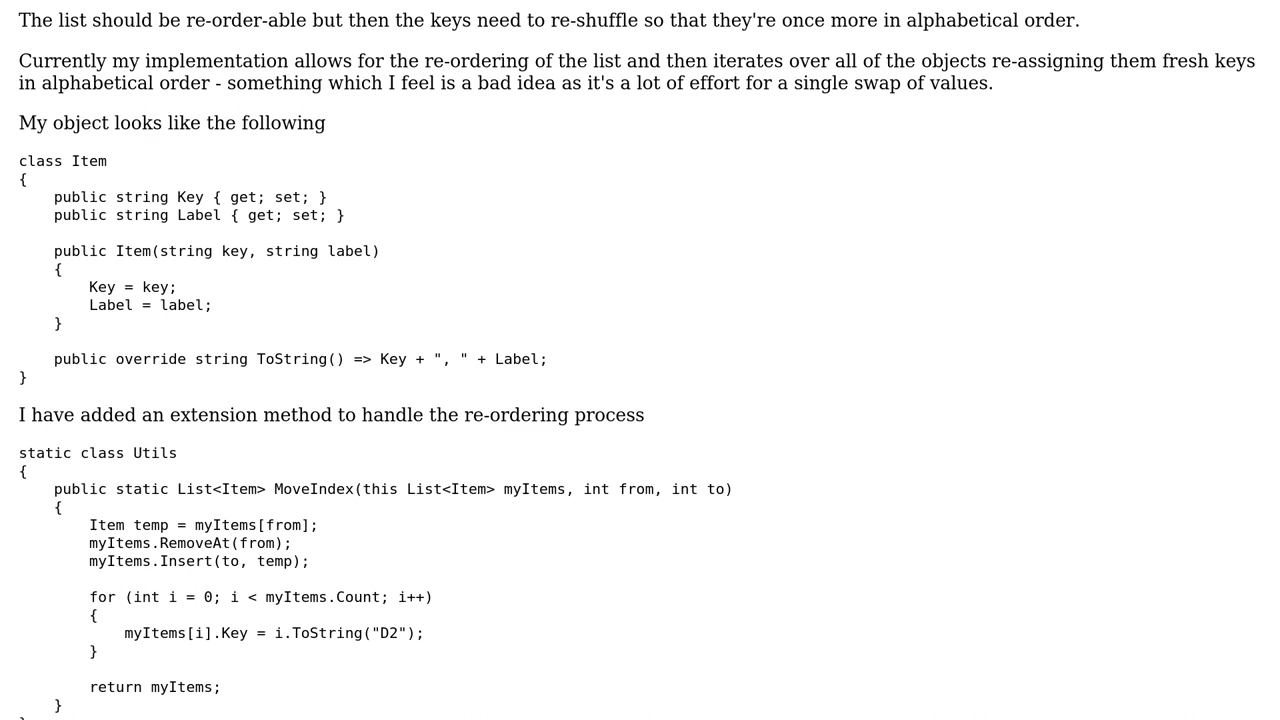 The list should be re-order-able but then the keys need to re-shuffle so that they're once more in alphabetical order.
Currently my implementation allows for the re-ordering of the list and then iterates over all of the objects re-assigning them fresh keys
in alphabetical order - something which I feel is a bad idea as it's a lot of effort for a single swap of values.
My object looks like the following
class Item
{
    public string Key { get; set; }
    public string Label { get; set; }

    public Item(string key, string label)
    {
        Key = key;
        Label = label;
    }

    public override string ToString() => Key + ", " + Label;
}
I have added an extension method to handle the re-ordering process
static class Utils
{
    public static List<Item> MoveIndex(this List<Item> myItems, int from, int to)
    {
        Item temp = myItems[from];
        myItems.RemoveAt(from);
        myItems.Insert(to, temp);

        for (int i = 0; i < myItems.Count; i++)
        {
            myItems[i].Key = i.ToString("D2");
        }

        return myItems;
    }